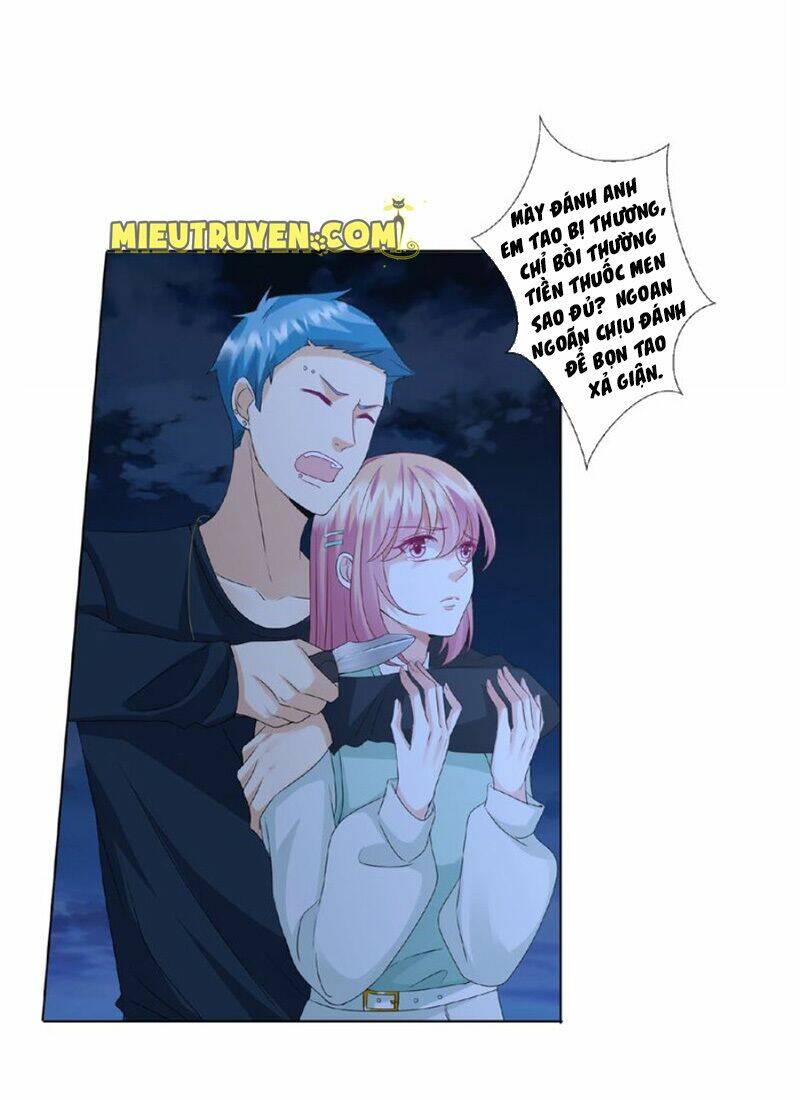 MIEUTRUYEN.COM
MÀY ĐÁNH ANH
EM TAO BỊ THƯƠNG,
CHỈ BỒI THƯỜNG
TIỀN THUỐC MEN
SAO ĐỦ? NGOAN
NGOÃN CHỊU ĐÁNH
ĐỂ BỌN TAO
XẢ GIẬN.